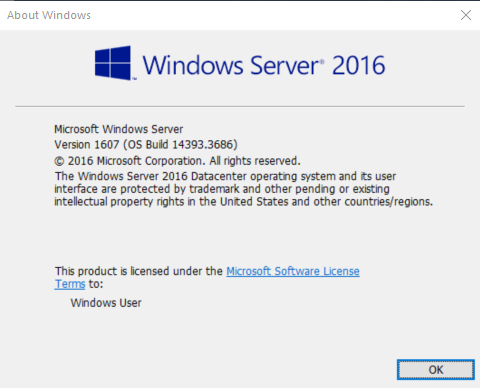 About Windows
Windows Server® 2016
Microsoft Windows Server
Version 1607 (OS Build 14393.3686)
© 2016 Microsoft Corporation. All rights reserved.
The Windows Server 2016 Datacenter operating system and its user
interface are protected by trademark and other pending or existing
intellectual property rights in the United States and other countries/regions.
This product is licensed under the Microsoft Software License
Terms to:
Windows User
OK